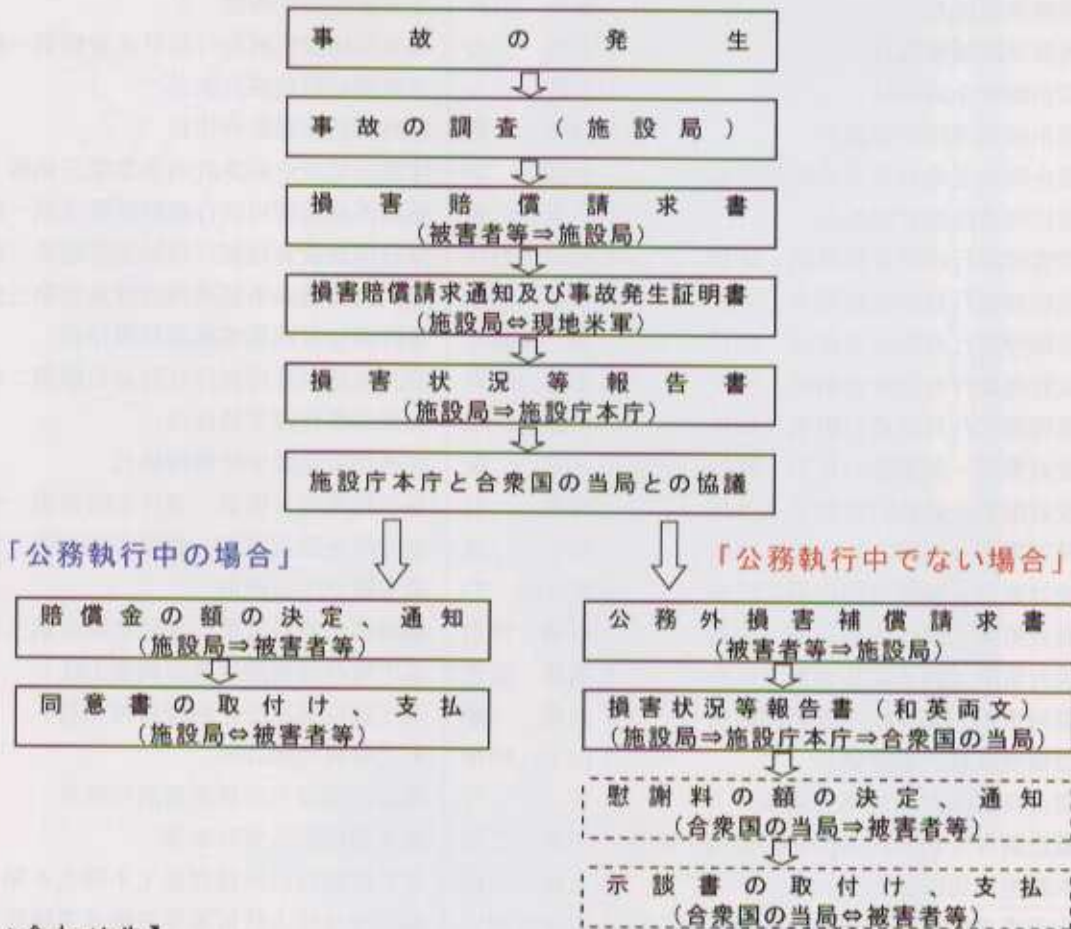 事故の発生
事故の調査(施設局)
損害賠償請求書
(被害者等⇒施設局)
損害賠償請求通知及び事故発生証明書
(施設局⇔現地米軍)
損害状況等報告書
(施設局⇒施設庁本庁)
施設庁本庁と合衆国の当局との協議
「公務執行中の場合」
賠償金の額の決定、通知
(施設局⇒被害者等)
同意書の取付け、支払
(施設局⇔被害者等)
「公務執行中でない場合」
公務外損害補償請求書
(被害者等⇒施設局)
損害状況等報告書(和英両文)
(施設局⇒施設庁本庁⇒合衆国の当局)
慰謝料の額の決定、通知
(合衆国の当局⇒被害者等)
示談書の取付け、支払
(合衆国の当局⇔被害者等)